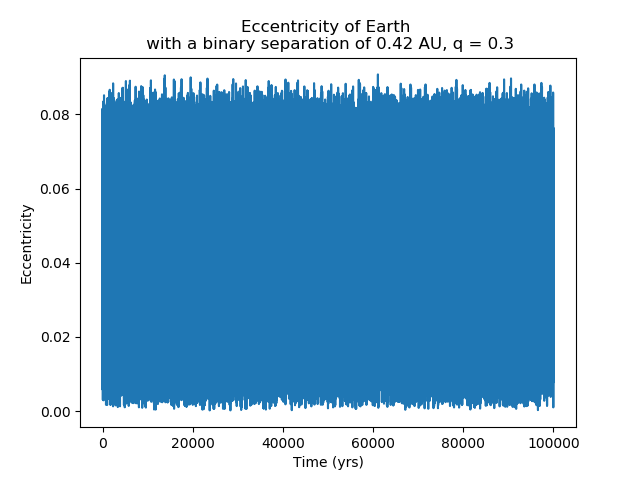 Eccentricity of Earth
with a binary separation of 0.42 AU, q = 0.3
Eccentricity
0.08
0.06
0.04
0.02
0.00
0 20000 40000 60000 80000 100000
Time (yrs)